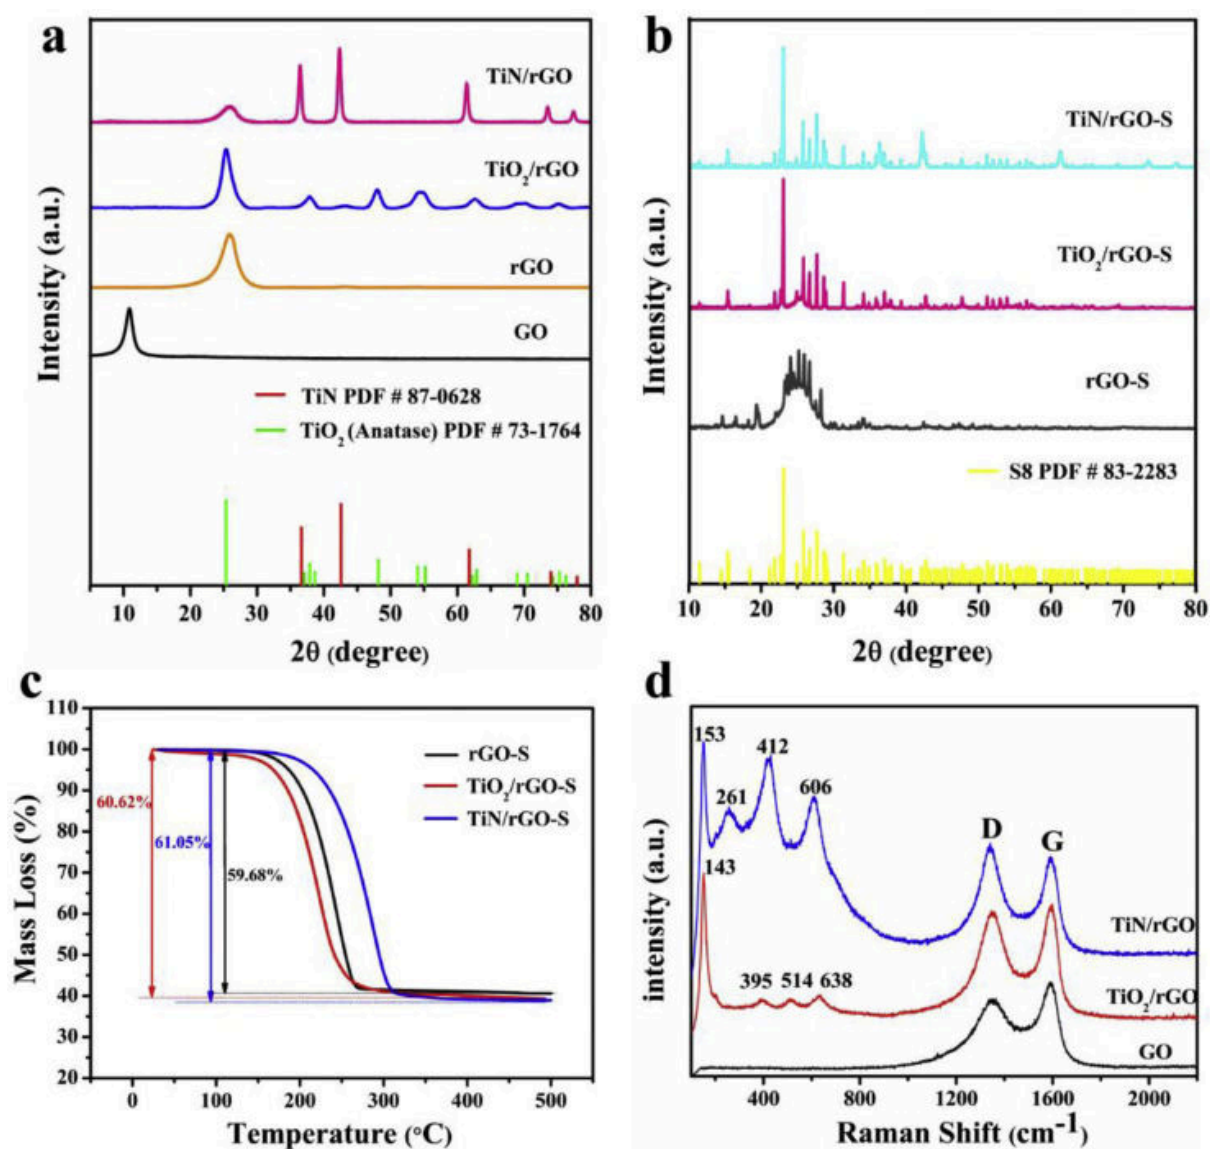 a
TiN/rGO
TiO2/rGO
rGO
GO
TiN PDF # 87-0628
TiO2 (Anatase) PDF # 73-1764
Intensity (a.u.)
10 20 30 40 50 60 70 80
2θ (degree)
b
TiN/rGO-S
TiO2/rGO-S
rGO-S
S8 PDF # 83-2283
Intensity (a.u.)
10 20 30 40 50 60 70 80
2θ (degree)
c
110
100
90
80
70
60
50
40
30
20
Mass Loss (%)
rGO-S
TiO2/rGO-S
TiN/rGO-S
60.62%
61.05%
59.68%
0 100 200 300 400 500
Temperature (°C)
d
153
412
261
606
143
D
G
TiN/rGO
395 514 638
TiO2/rGO
GO
intensity (a.u.)
400 800 1200 1600 2000
Raman Shift (cm-1)